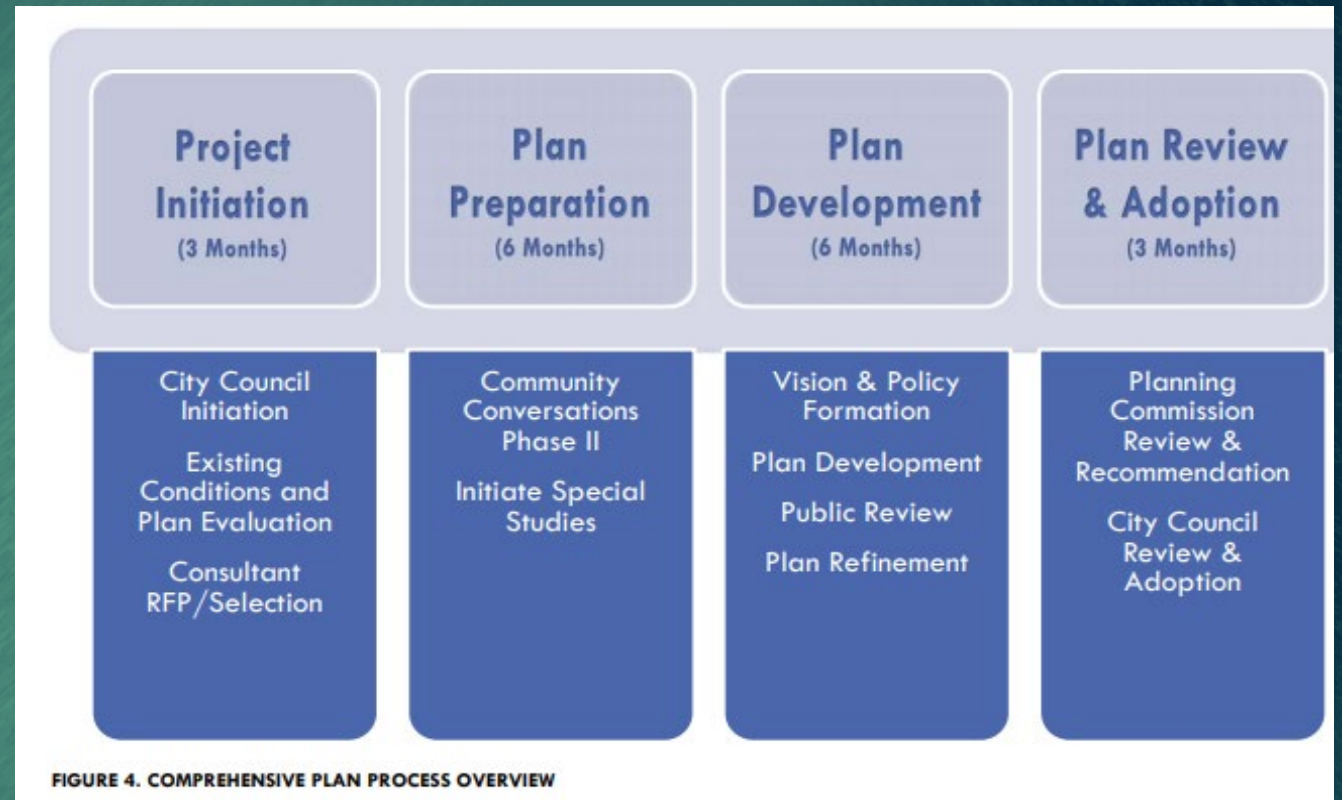 Project
Initiation
(3 Months)
City Council
Initiation
Existing
Conditions and
Plan Evaluation
Consultant
RFP/Selection
Plan
Preparation
(6 Months)
Community
Conversations
Phase II
Initiate Special
Studies
Plan
Development
(6 Months)
Vision & Policy
Formation
Plan Development
Public Review
Plan Refinement
Plan Review
& Adoption
(3 Months)
Planning
Commission
Review &
Recommendation
City Council
Review &
Adoption
FIGURE 4. COMPREHENSIVE PLAN PROCESS OVERVIEW